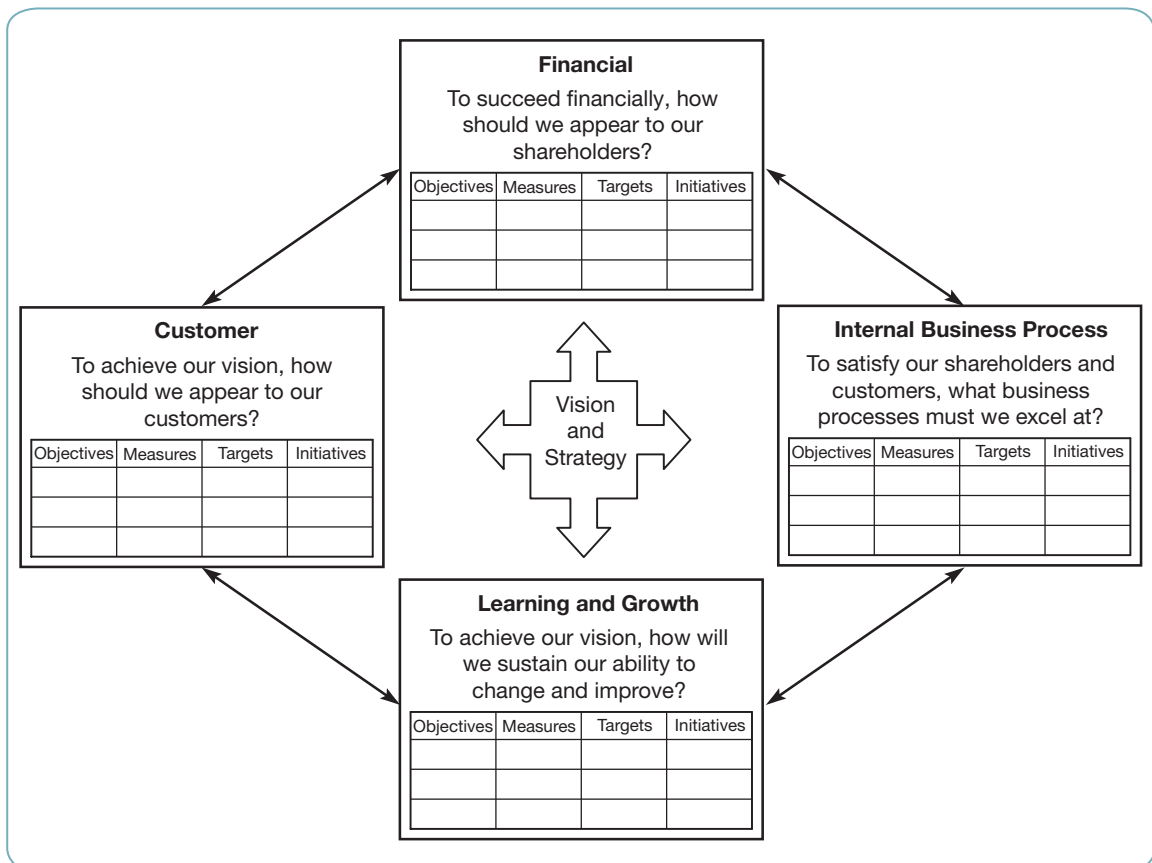 Financial
To succeed financially, how
should we appear to our
shareholders?
Objectives Measures Targets Initiatives
Customer
To achieve our vision, how
should we appear to our
customers?
Objectives Measures Targets Initiatives
Vision
and
Strategy
Internal Business Process
To satisfy our shareholders and
customers, what business
processes must we excel at?
Objectives Measures Targets Initiatives
Learning and Growth
To achieve our vision, how will
we sustain our ability to
change and improve?
Objectives Measures Targets Initiatives